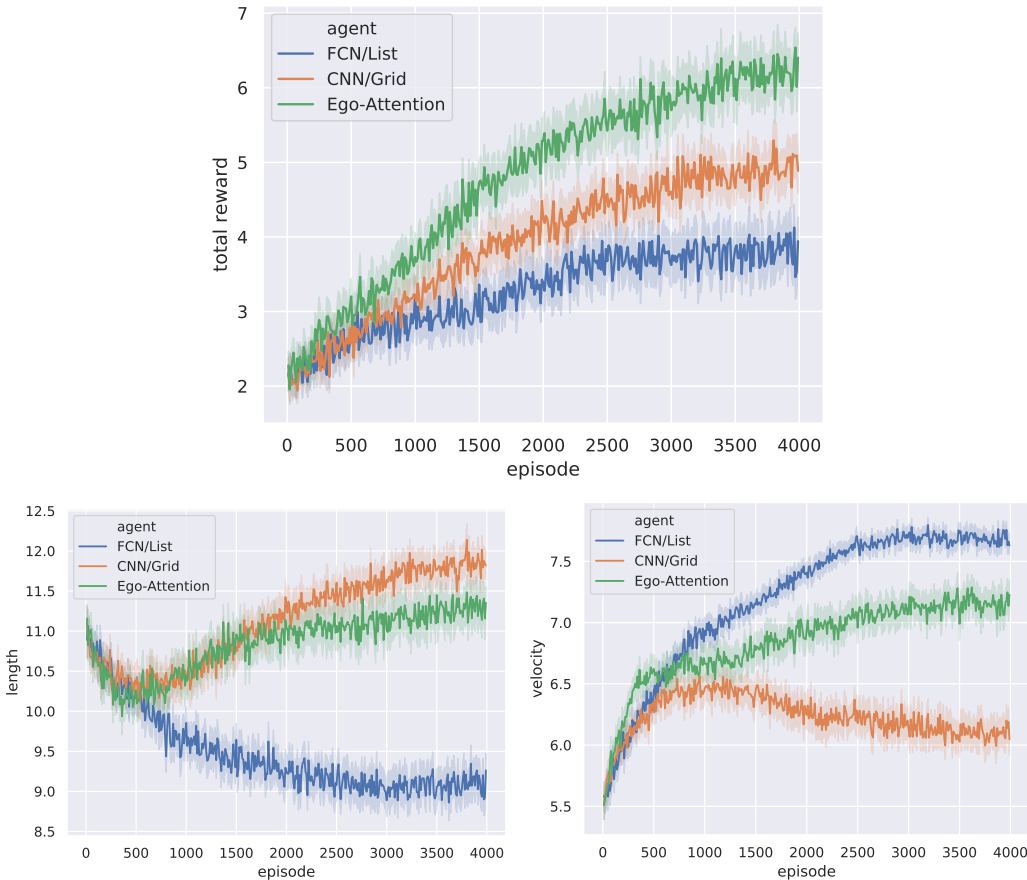 7
6
5
4
3
2
total reward
agent
FCN/List
CNN/Grid
Ego-Attention
0 500 1000 1500 2000 2500 3000 3500 4000
episode
12.5
12.0
11.5
11.0
10.5
10.0
9.5
9.0
8.5
length
agent
FCN/List
CNN/Grid
Ego-Attention
0 500 1000 1500 2000 2500 3000 3500 4000
episode
7.5
7.0
6.5
6.0
5.5
velocity
agent
FCN/List
CNN/Grid
Ego-Attention
0 500 1000 1500 2000 2500 3000 3500 4000
episode